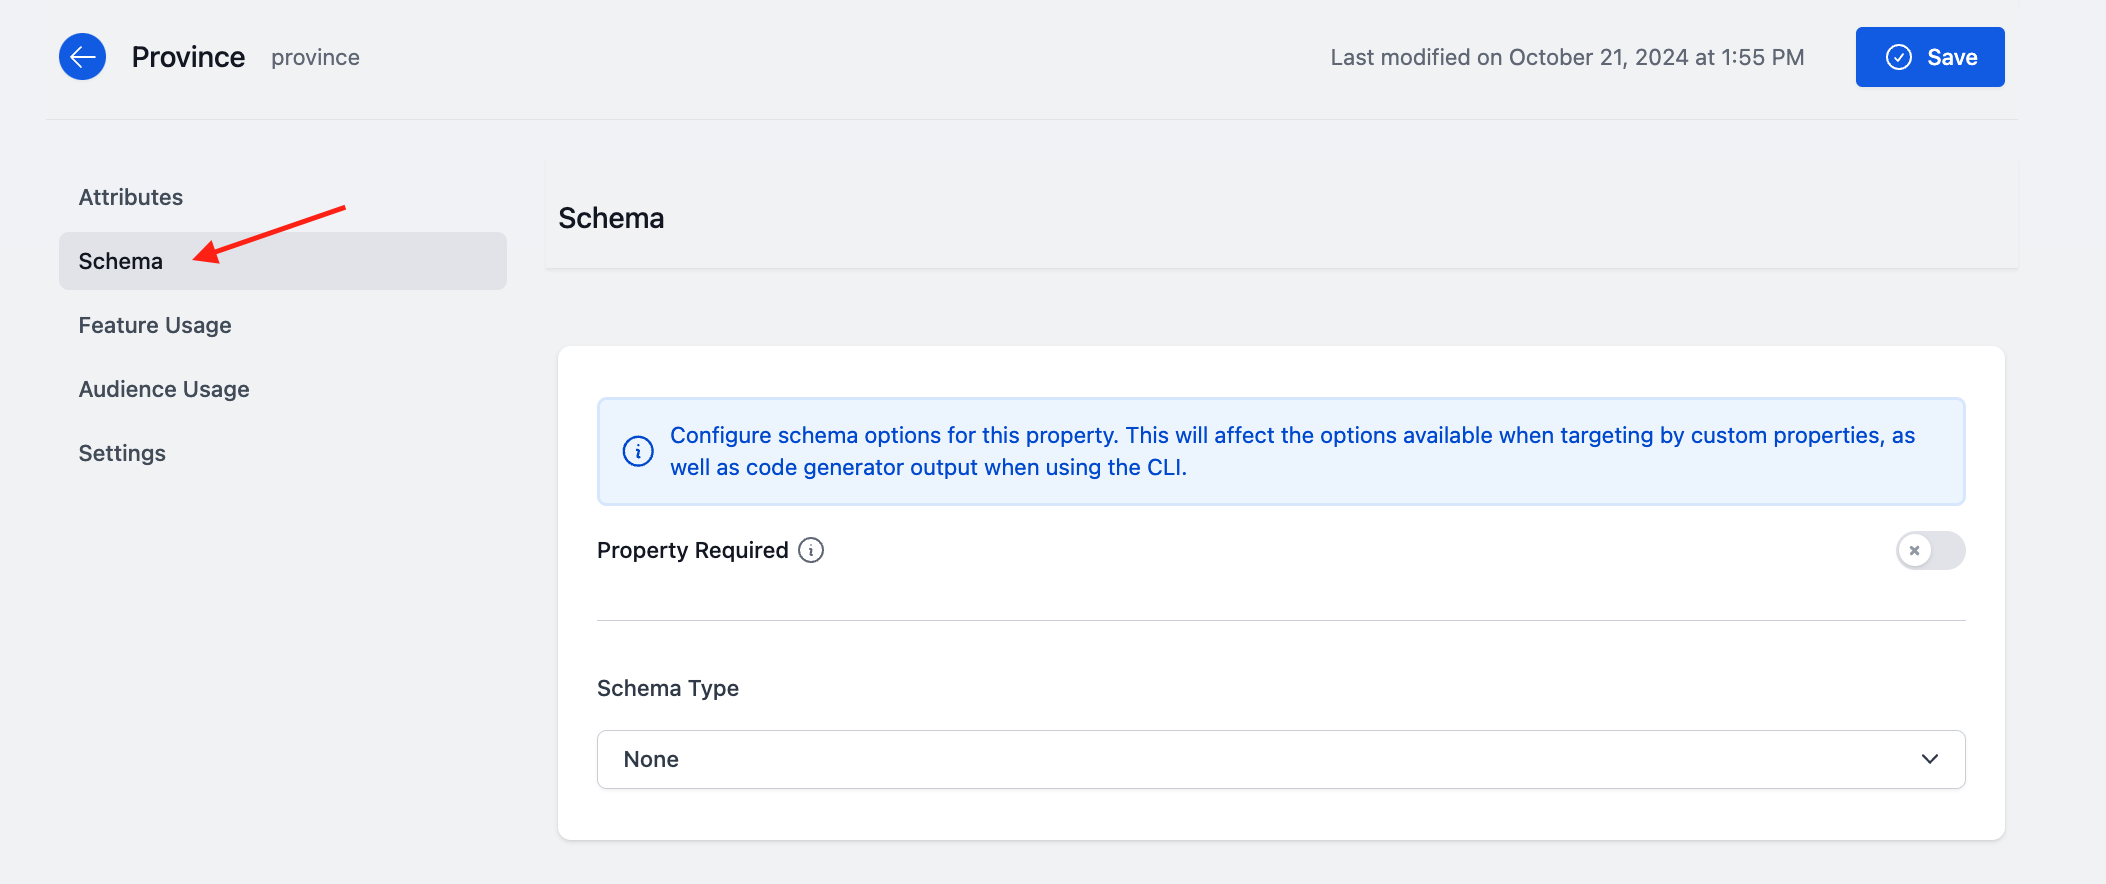 Province province
Last modified on October 21, 2024 at 1:55 PM
Save
Attributes
Schema
Feature Usage
Audience Usage
Settings
Schema
Configure schema options for this property. This will affect the options available when targeting by custom properties, as
well as code generator output when using the CLI.
Property Required
Schema Type
None